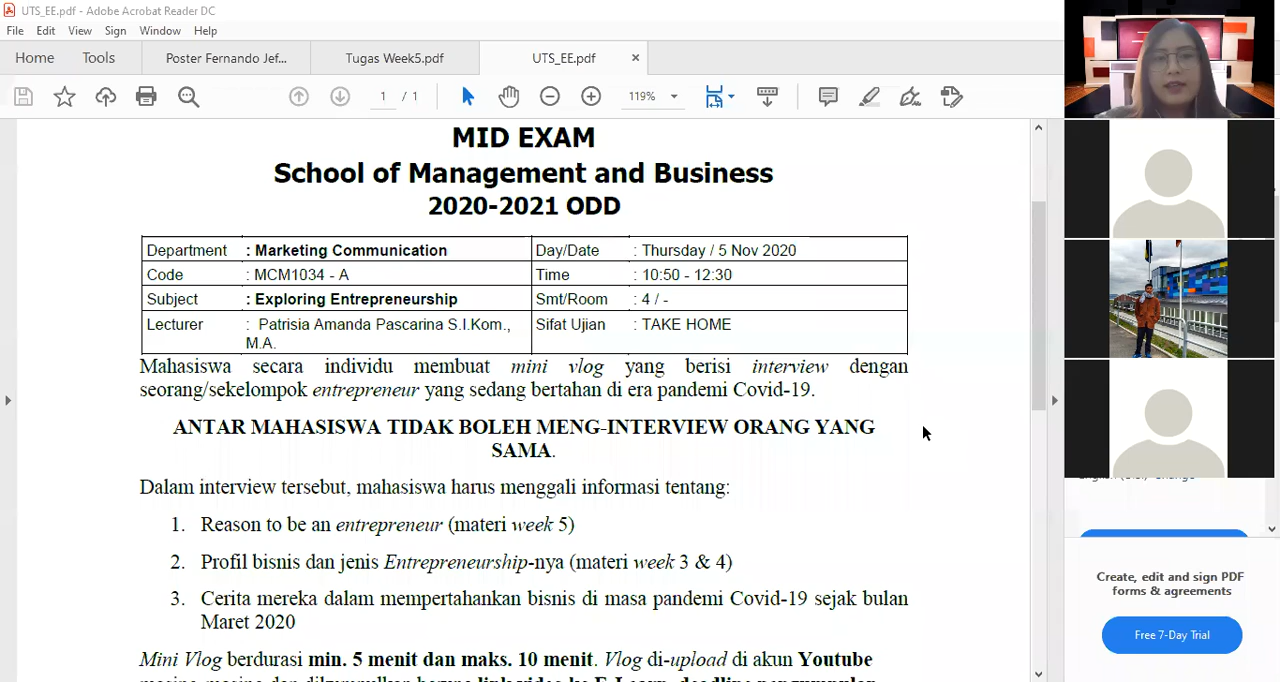 UTS_EE.pdf - Adobe Acrobat Reader DC
File Edit View Sign Window Help
Home Tools Poster Fernando Jef... Tugas Week5.pdf UTS_EE.pdf ×
1 / 1 119%
MID EXAM
School of Management and Business
2020-2021 ODD
Department : Marketing Communication Day/Date : Thursday / 5 Nov 2020
Code : MCM1034 - A Time : 10:50 - 12:30
Subject : Exploring Entrepreneurship Smt/Room : 4 / -
Lecturer : Patrisia Amanda Pascarina S.I.Kom., Sifat Ujian : TAKE HOME
M.A.
Mahasiswa secara individu membuat mini vlog yang berisi interview dengan
seorang/sekelompok entrepreneur yang sedang bertahan di era pandemi Covid-19.
ANTAR MAHASISWA TIDAK BOLEH MENG-INTERVIEW ORANG YANG
SAMA.
Dalam interview tersebut, mahasiswa harus menggali informasi tentang:
1. Reason to be an entrepreneur (materi week 5)
2. Profil bisnis dan jenis Entrepreneurship-nya (materi week 3 & 4)
3. Cerita mereka dalam mempertahankan bisnis di masa pandemi Covid-19 sejak bulan
Maret 2020
Mini Vlog berdurasi min. 5 menit dan maks. 10 menit. Vlog di-upload di akun Youtube
Create, edit and sign PDF
forms & agreements
Free 7-Day Trial